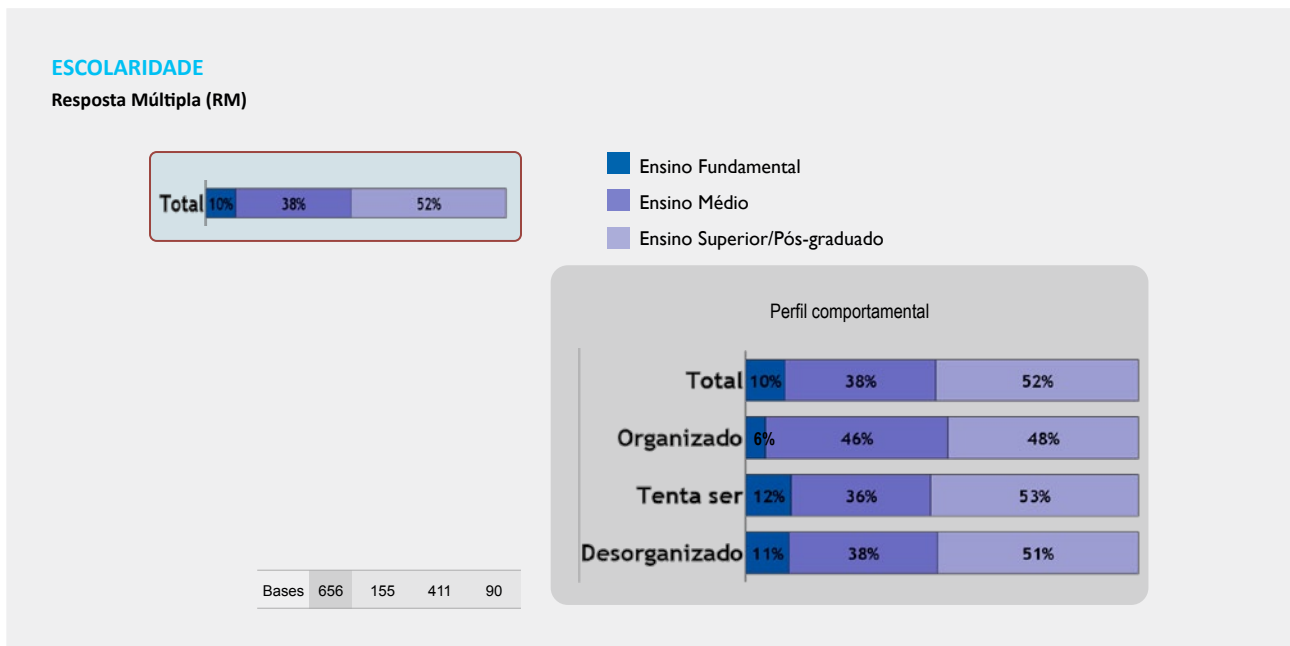 ESCOLARIDADE
Resposta Múltipla (RM)
Total 10% 38% 52%
Ensino Fundamental
Ensino Médio
Ensino Superior/Pós-graduado
Perfil comportamental
Total 10% 38% 52%
Organizado 6% 46% 48%
Tenta ser 12% 36% 53%
Desorganizado 11% 38% 51%
Bases 656 155 411 90